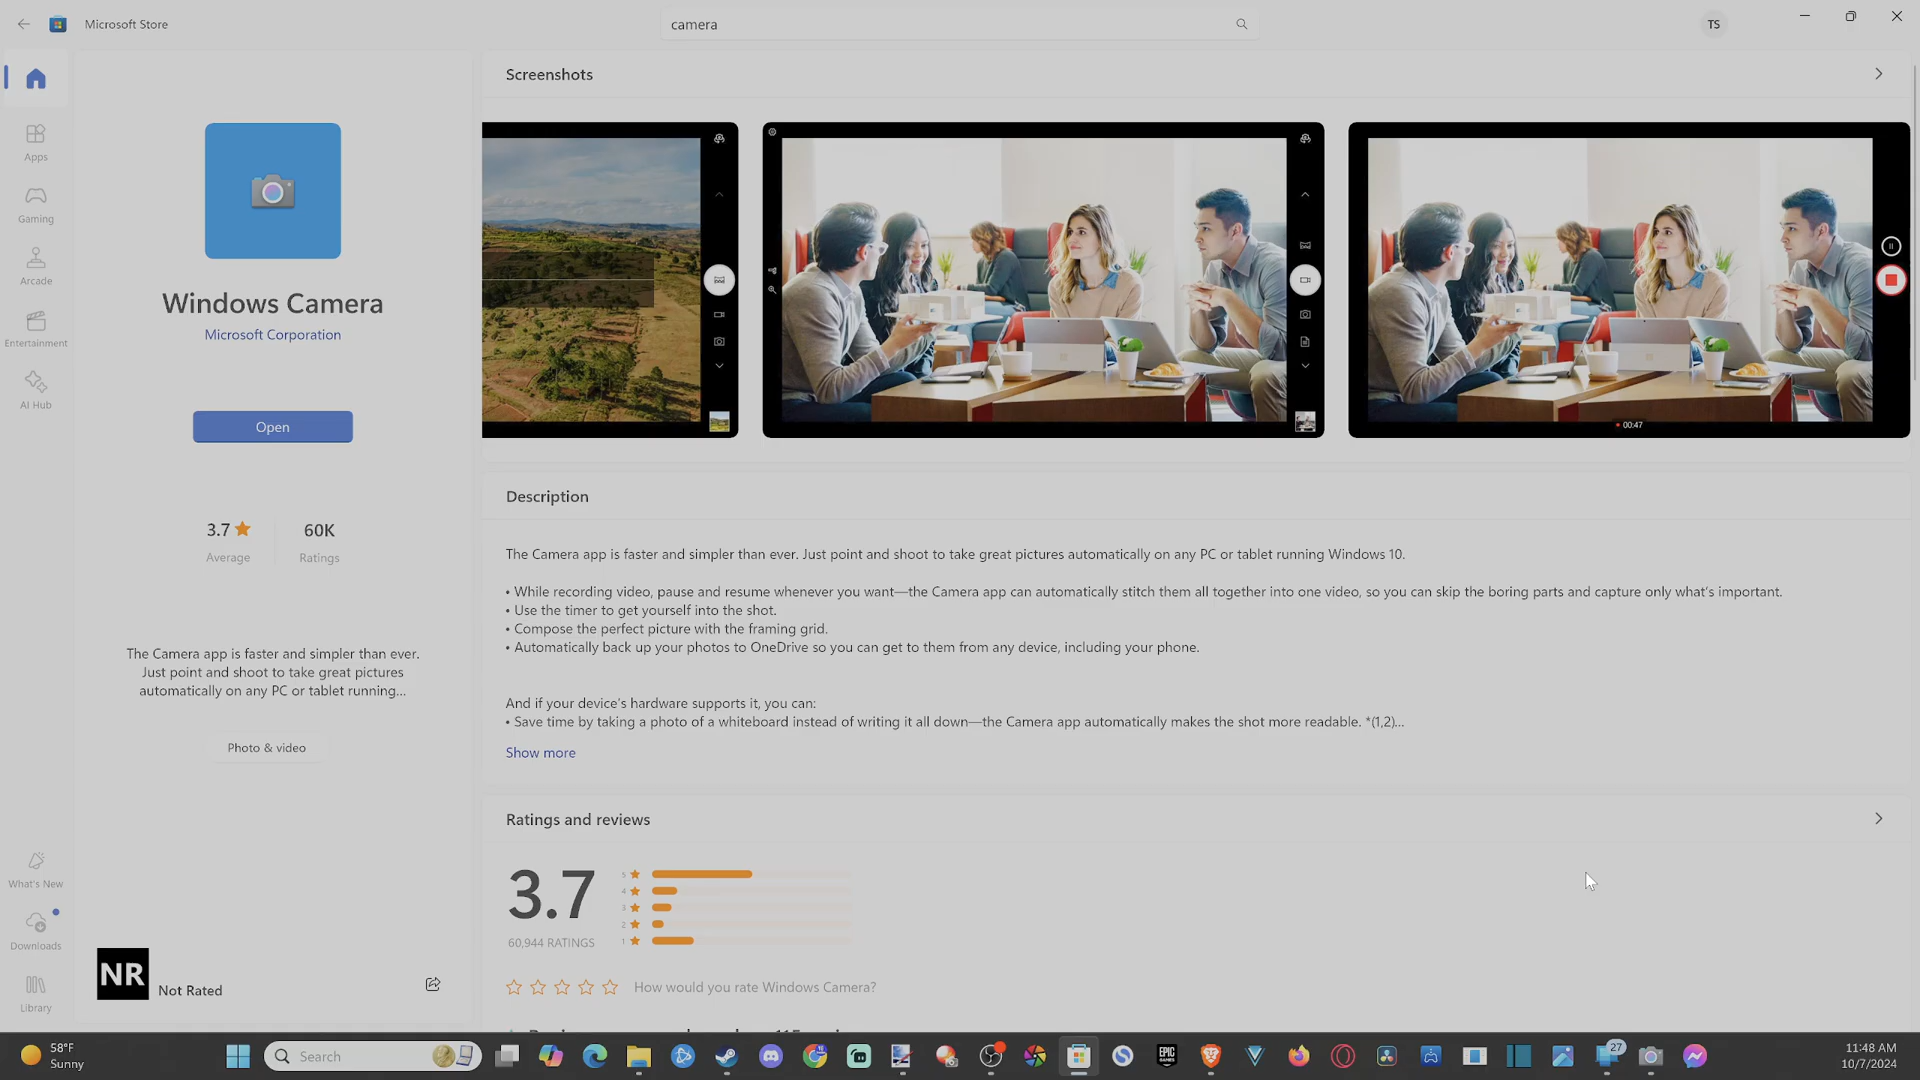 Microsoft Store
camera
TS
Apps
Gaming
Arcade
Entertainment
AI Hub
What's New
Downloads
Library
Windows Camera
Microsoft Corporation
Open
3.7
Average
60K
Ratings
The Camera app is faster and simpler than ever.
Just point and shoot to take great pictures
automatically on any PC or tablet running...
Photo & video
NR
Not Rated
Screenshots
00:47
Description
The Camera app is faster and simpler than ever. Just point and shoot to take great pictures automatically on any PC or tablet running Windows 10.
• While recording video, pause and resume whenever you want—the Camera app can automatically stitch them all together into one video, so you can skip the boring parts and capture only what's important.
• Use the timer to get yourself into the shot.
• Compose the perfect picture with the framing grid.
• Automatically back up your photos to OneDrive so you can get to them from any device, including your phone.
And if your device's hardware supports it, you can:
• Save time by taking a photo of a whiteboard instead of writing it all down—the Camera app automatically makes the shot more readable. *(1,2)...
Show more
Ratings and reviews
3.7
60,944 RATINGS
5
4
3
2
1
How would you rate Windows Camera?
58°F
Sunny
Search
EPIC
GAMES
27
11:48 AM
10/7/2024